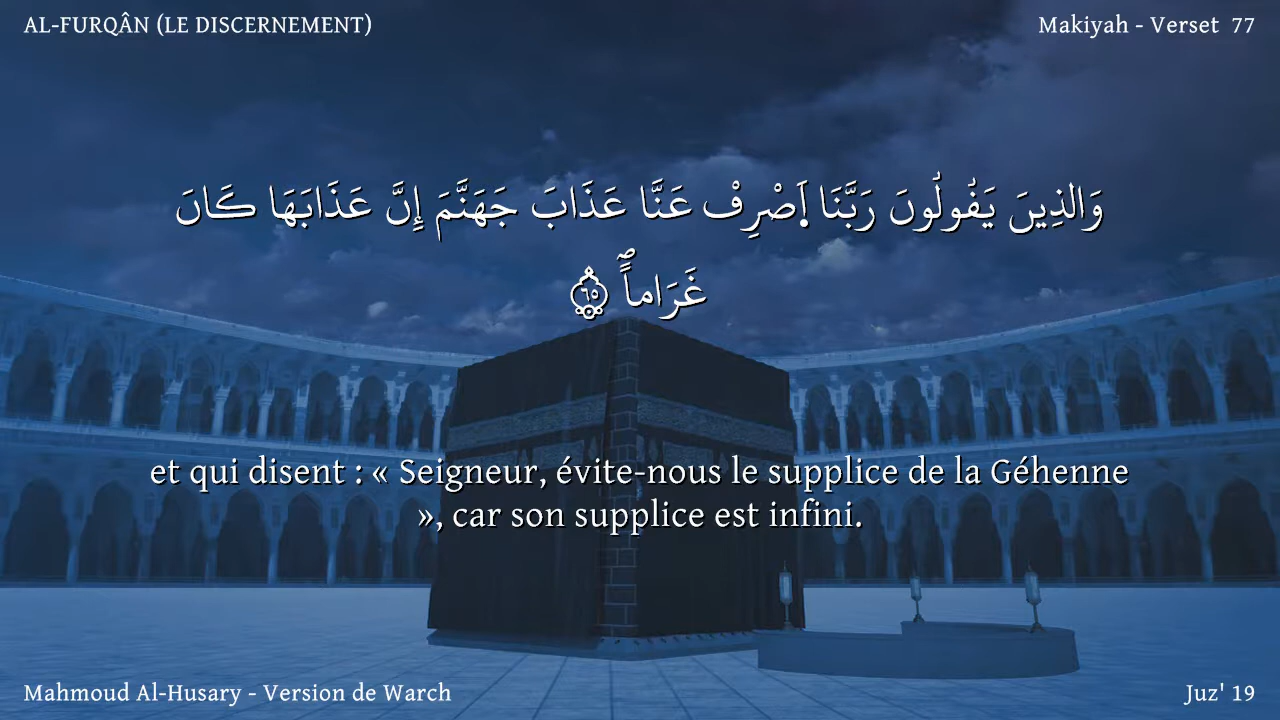 AL-FURQÂN (LE DISCERNEMENT)
Makiyah - Verset 77
وَالذِينَ يَقُولُونَ رَبَّنَا اَصْرِفْ عَنَّا عَذَابَ جَهَنَّمَ إِنَّ عَذَابَهَا كَانَ
غَرَاماًۖ ٦٥
et qui disent : « Seigneur, évite-nous le supplice de la Géhenne
», car son supplice est infini.
Mahmoud Al-Husary - Version de Warch
Juz' 19